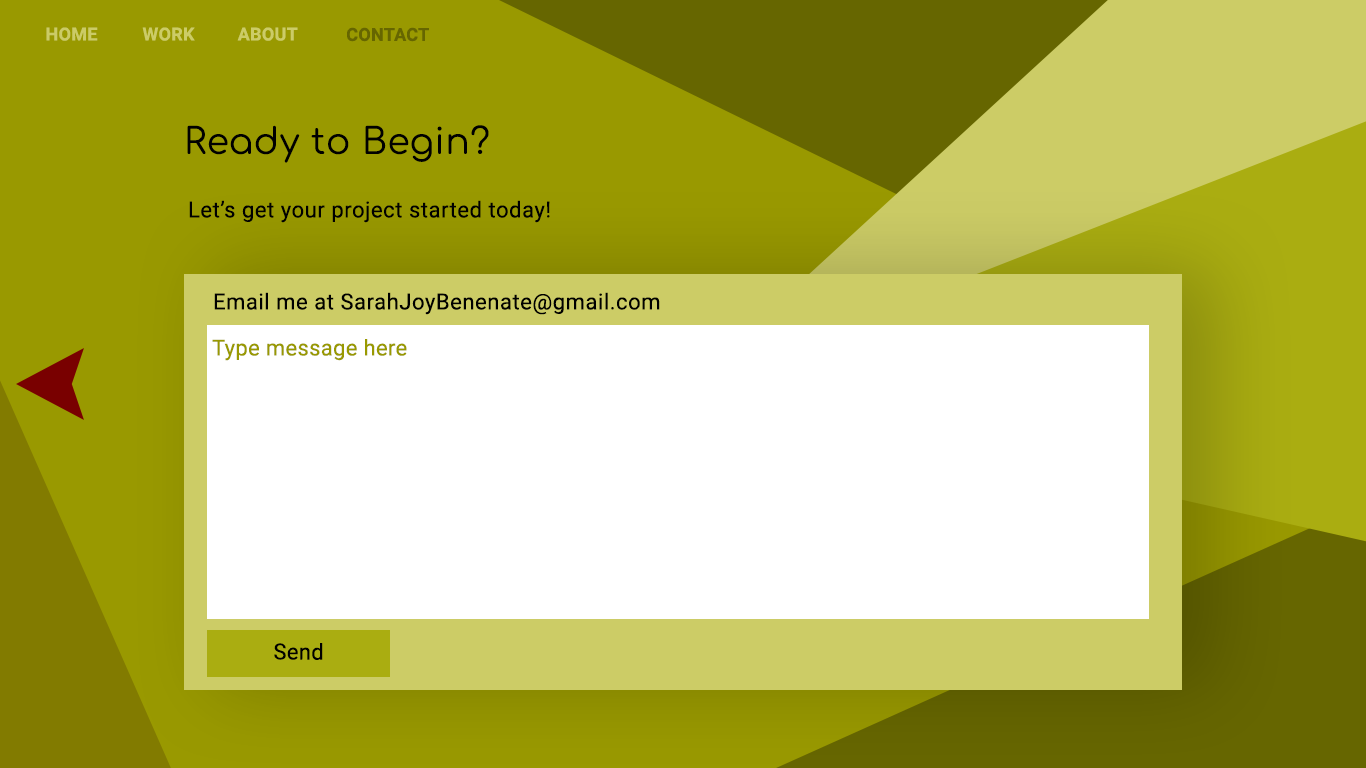 HOME WORK ABOUT CONTACT
Ready to Begin?
Let’s get your project started today!
Email me at SarahJoyBenenate@gmail.com
Type message here
Send